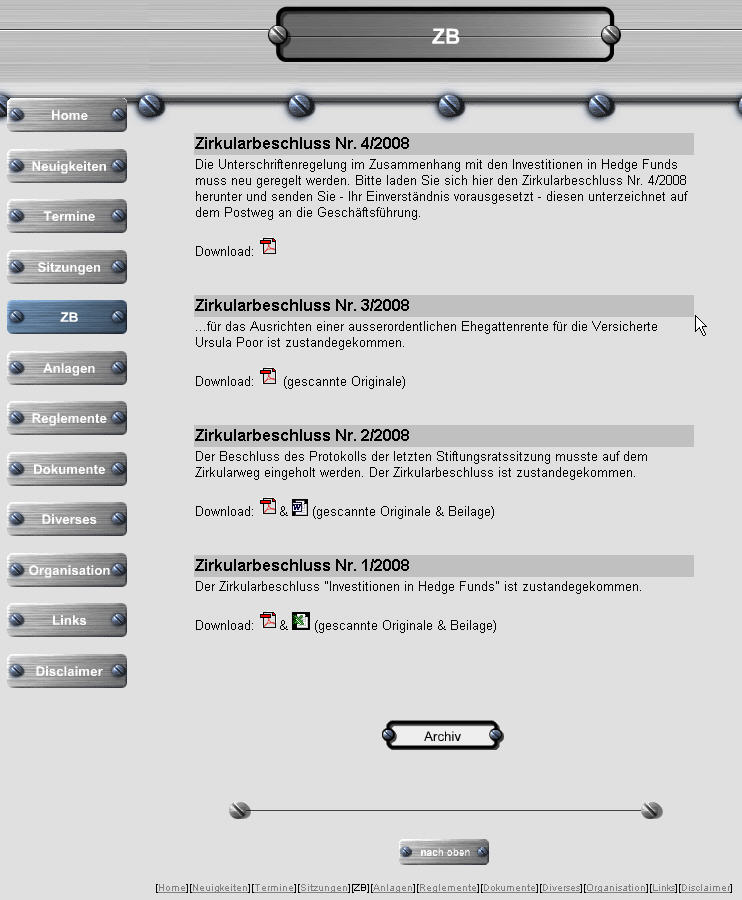 ZB
Home
Neuigkeiten
Termine
Sitzungen
ZB
Anlagen
Reglemente
Dokumente
Diverses
Organisation
Links
Disclaimer
Zirkularbeschluss Nr. 4/2008
Die Unterschriftenregelung im Zusammenhang mit den Investitionen in Hedge Funds
muss neu geregelt werden. Bitte laden Sie sich hier den Zirkularbeschluss Nr. 4/2008
herunter und senden Sie - Ihr Einverständnis vorausgesetzt - diesen unterzeichnet auf
dem Postweg an die Geschäftsführung.
Download:
Zirkularbeschluss Nr. 3/2008
...für das Ausrichten einer ausserordentlichen Ehegattenrente für die Versicherte
Ursula Poor ist zustandegekommen.
Download: (gescannte Originale)
Zirkularbeschluss Nr. 2/2008
Der Beschluss des Protokolls der letzten Stiftungsratssitzung musste auf dem
Zirkularweg eingeholt werden. Der Zirkularbeschluss ist zustandegekommen.
Download: & (gescannte Originale & Beilage)
Zirkularbeschluss Nr. 1/2008
Der Zirkularbeschluss "Investitionen in Hedge Funds" ist zustandegekommen.
Download: & (gescannte Originale & Beilage)
Archiv
nach oben
[Home][Neuigkeiten][Termine][Sitzungen][ZB][Anlagen][Reglemente][Dokumente][Diverses][Organisation][Links][Disclaimer]